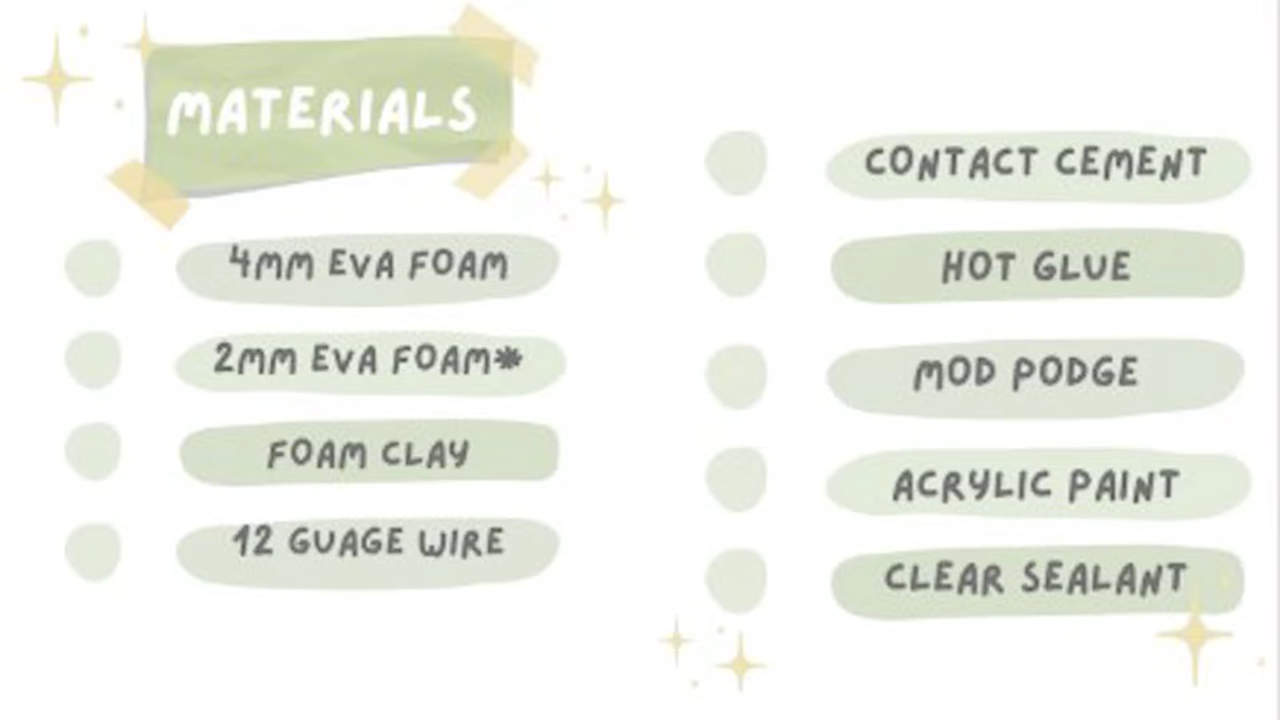 MATERIALS
4MM EVA FOAM
2MM EVA FOAM*
FOAM CLAY
12 GUAGE WIRE
CONTACT CEMENT
HOT GLUE
MOD PODGE
ACRYLIC PAINT
CLEAR SEALANT